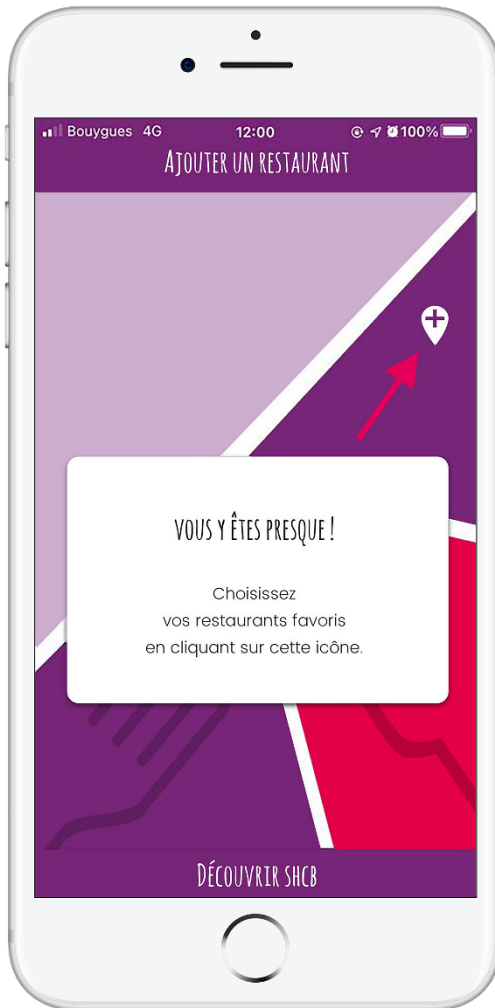 Bouygues 4G 12:00 100%
Ajouter un restaurant
vous y êtes presque !
Choisissez
vos restaurants favoris
en cliquant sur cette icône.
Découvrir shcb